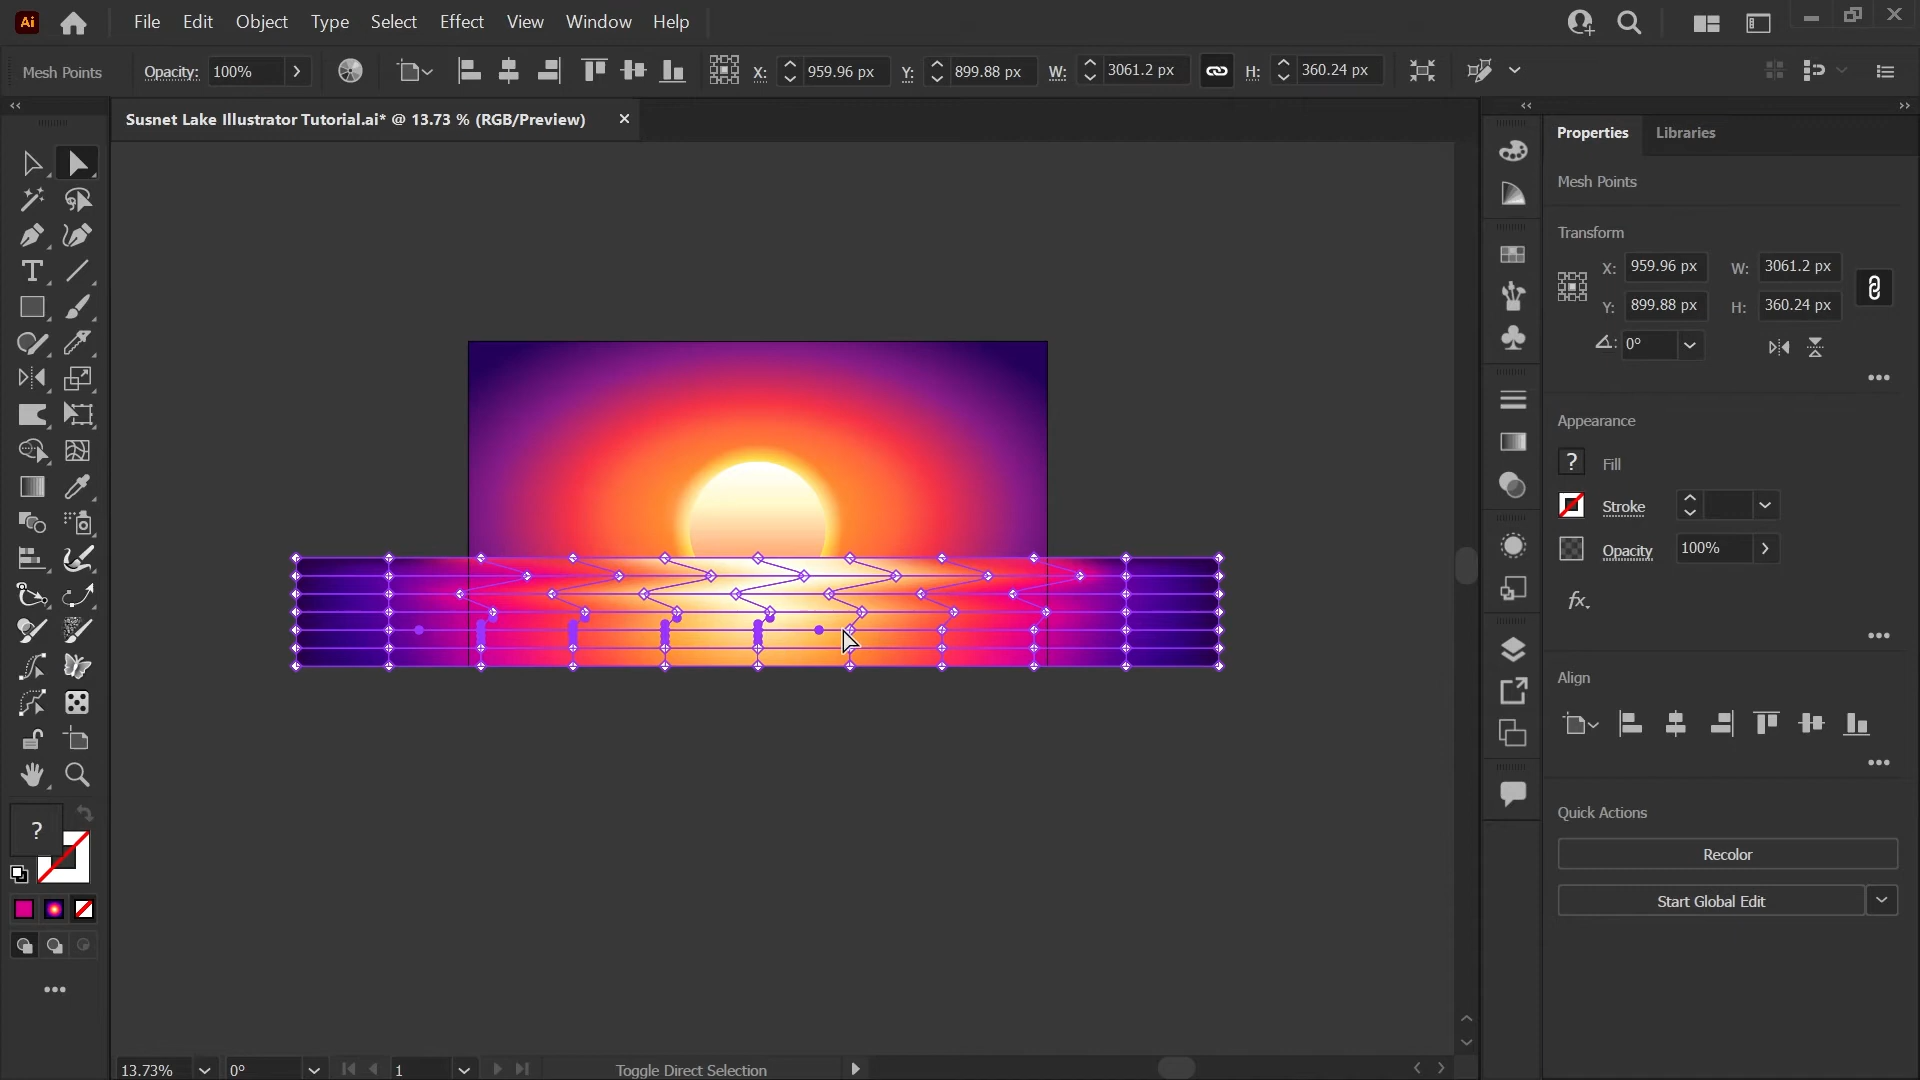 Ai File Edit Object Type Select Effect View Window Help
Mesh Points Opacity: 100% X: 959.96 px Y: 899.88 px W: 3061.2 px H: 360.24 px
Susnet Lake Illustrator Tutorial.ai* @ 13.73 % (RGB/Preview)
Properties Libraries
Mesh Points
Transform
X: 959.96 px W: 3061.2 px
Y: 899.88 px H: 360.24 px
0°
Appearance
? Fill
Stroke
Opacity 100%
fx.
Align
Quick Actions
Recolor
Start Global Edit
?
13.73% 0° 1 Toggle Direct Selection